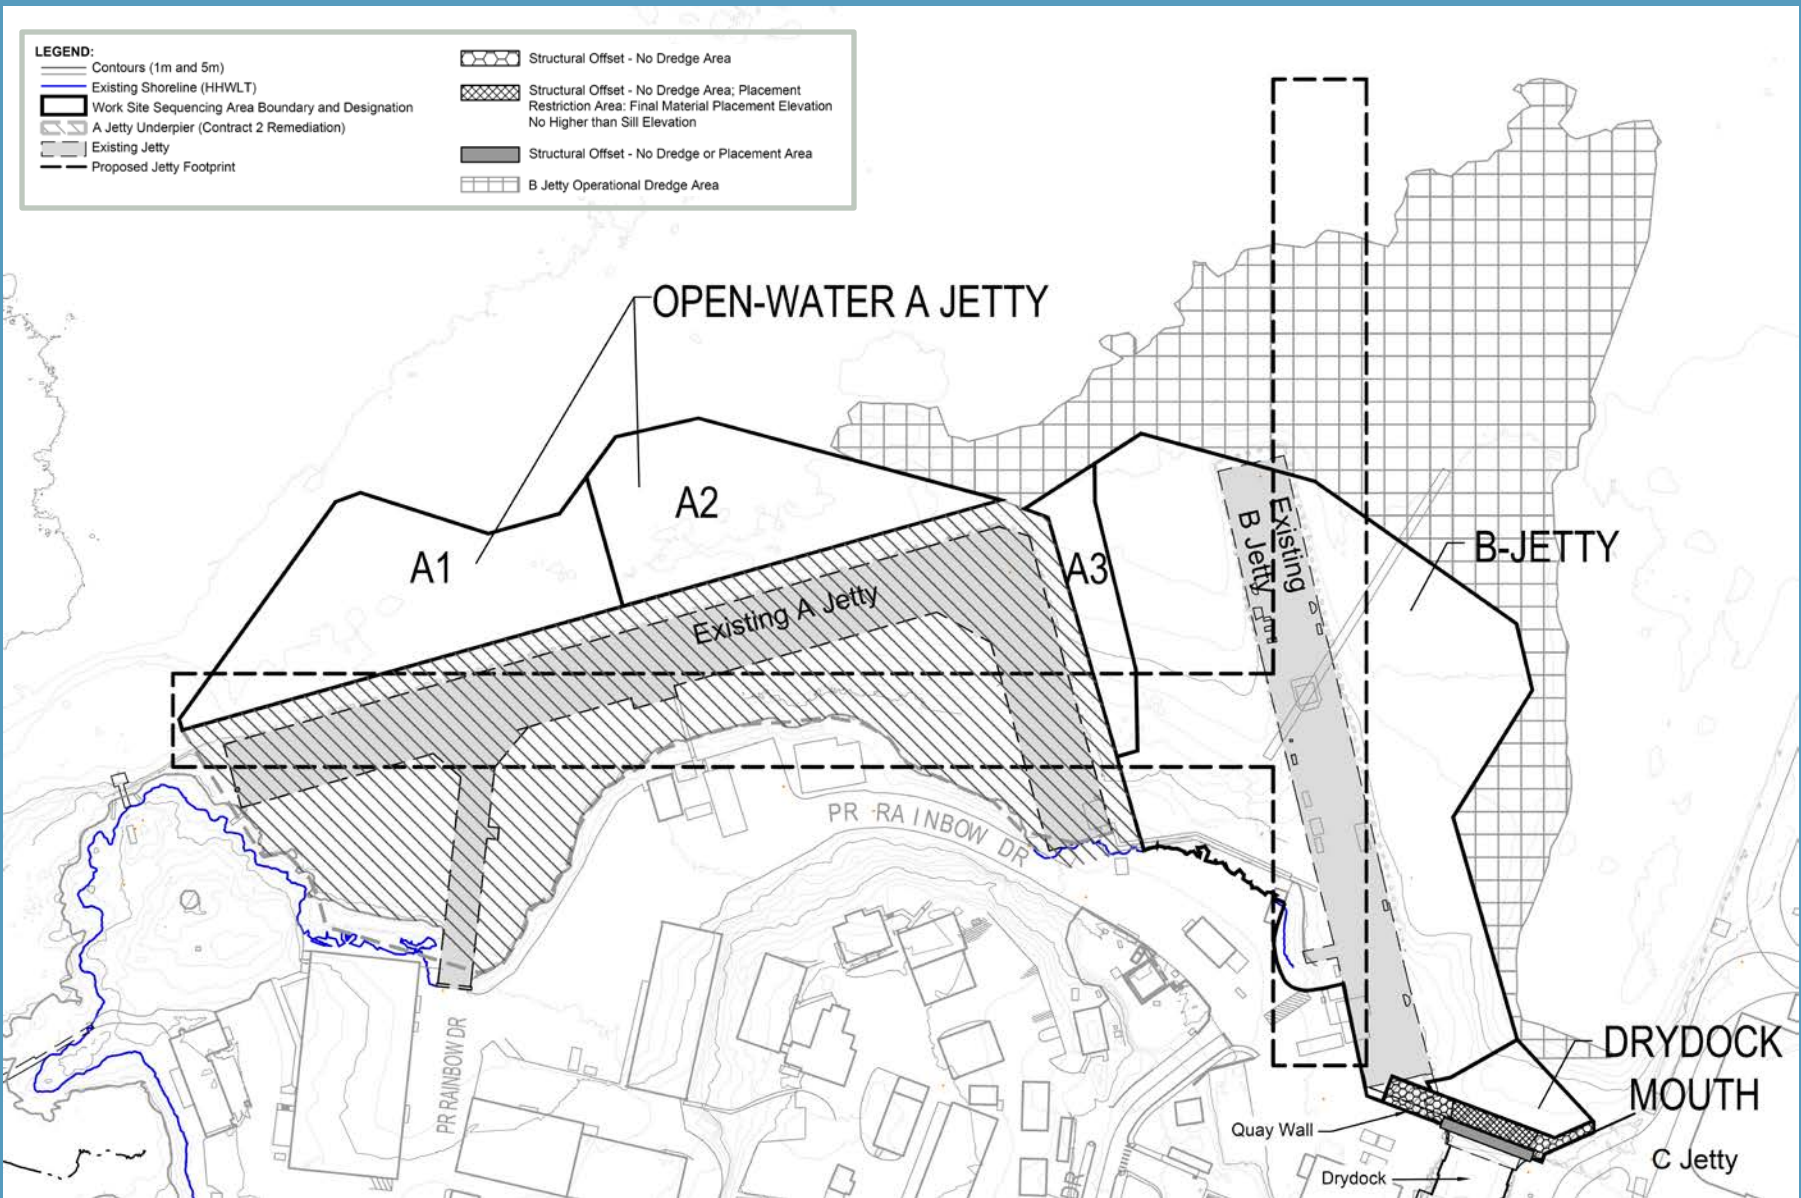 LEGEND:
Contours (1m and 5m)
Existing Shoreline (HHWLT)
Work Site Sequencing Area Boundary and Designation
A Jetty Underpier (Contract 2 Remediation)
Existing Jetty
Proposed Jetty Footprint
Structural Offset - No Dredge Area
Structural Offset - No Dredge Area; Placement
Restriction Area: Final Material Placement Elevation
No Higher than Sill Elevation
Structural Offset - No Dredge or Placement Area
B Jetty Operational Dredge Area
OPEN-WATER A JETTY
A2
A1
A3
Existing
B Jetty
B-JETTY
Existing A Jetty
PR RAINBOW DR
PR RAINBOW DR
DR
DRYDOCK
MOUTH
Quay Wall
C Jetty
Drydock